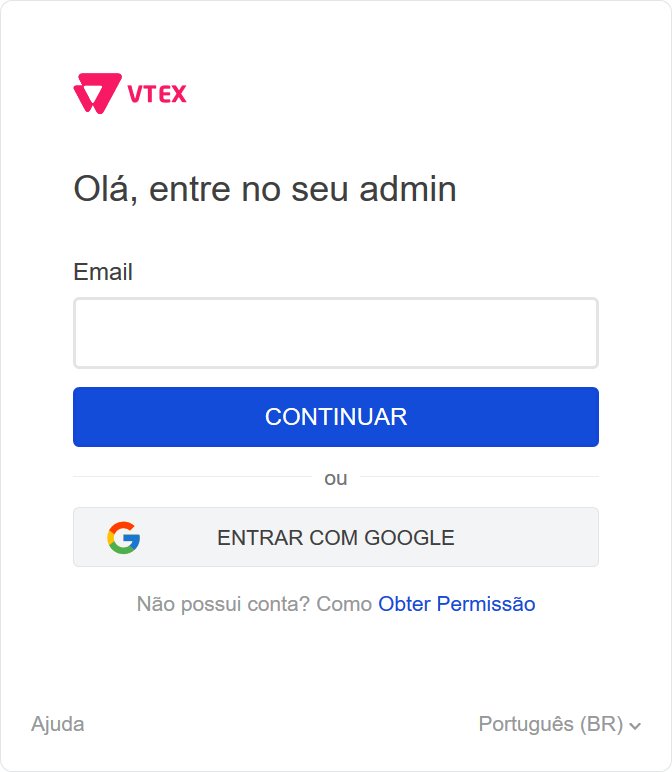 VTEX
Olá, entre no seu admin
Email
CONTINUAR
ou
ENTRAR COM GOOGLE
Não possui conta? Como Obter Permissão
Ajuda
Português (BR)